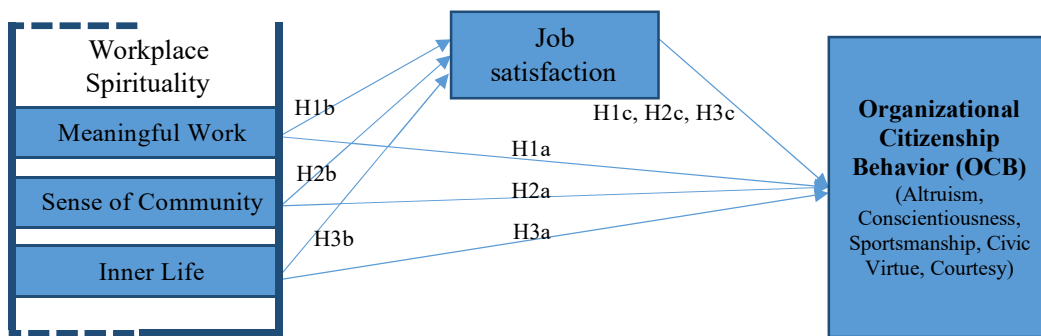 Workplace
Spirituality
Meaningful Work
Sense of Community
Inner Life
H1b
H2b
H3b
Job
satisfaction
H1c, H2c, H3c
H1a
H2a
H3a
Organizational
Citizenship
Behavior (OCB)
(Altruism,
Conscientiousness,
Sportsmanship, Civic
Virtue, Courtesy)